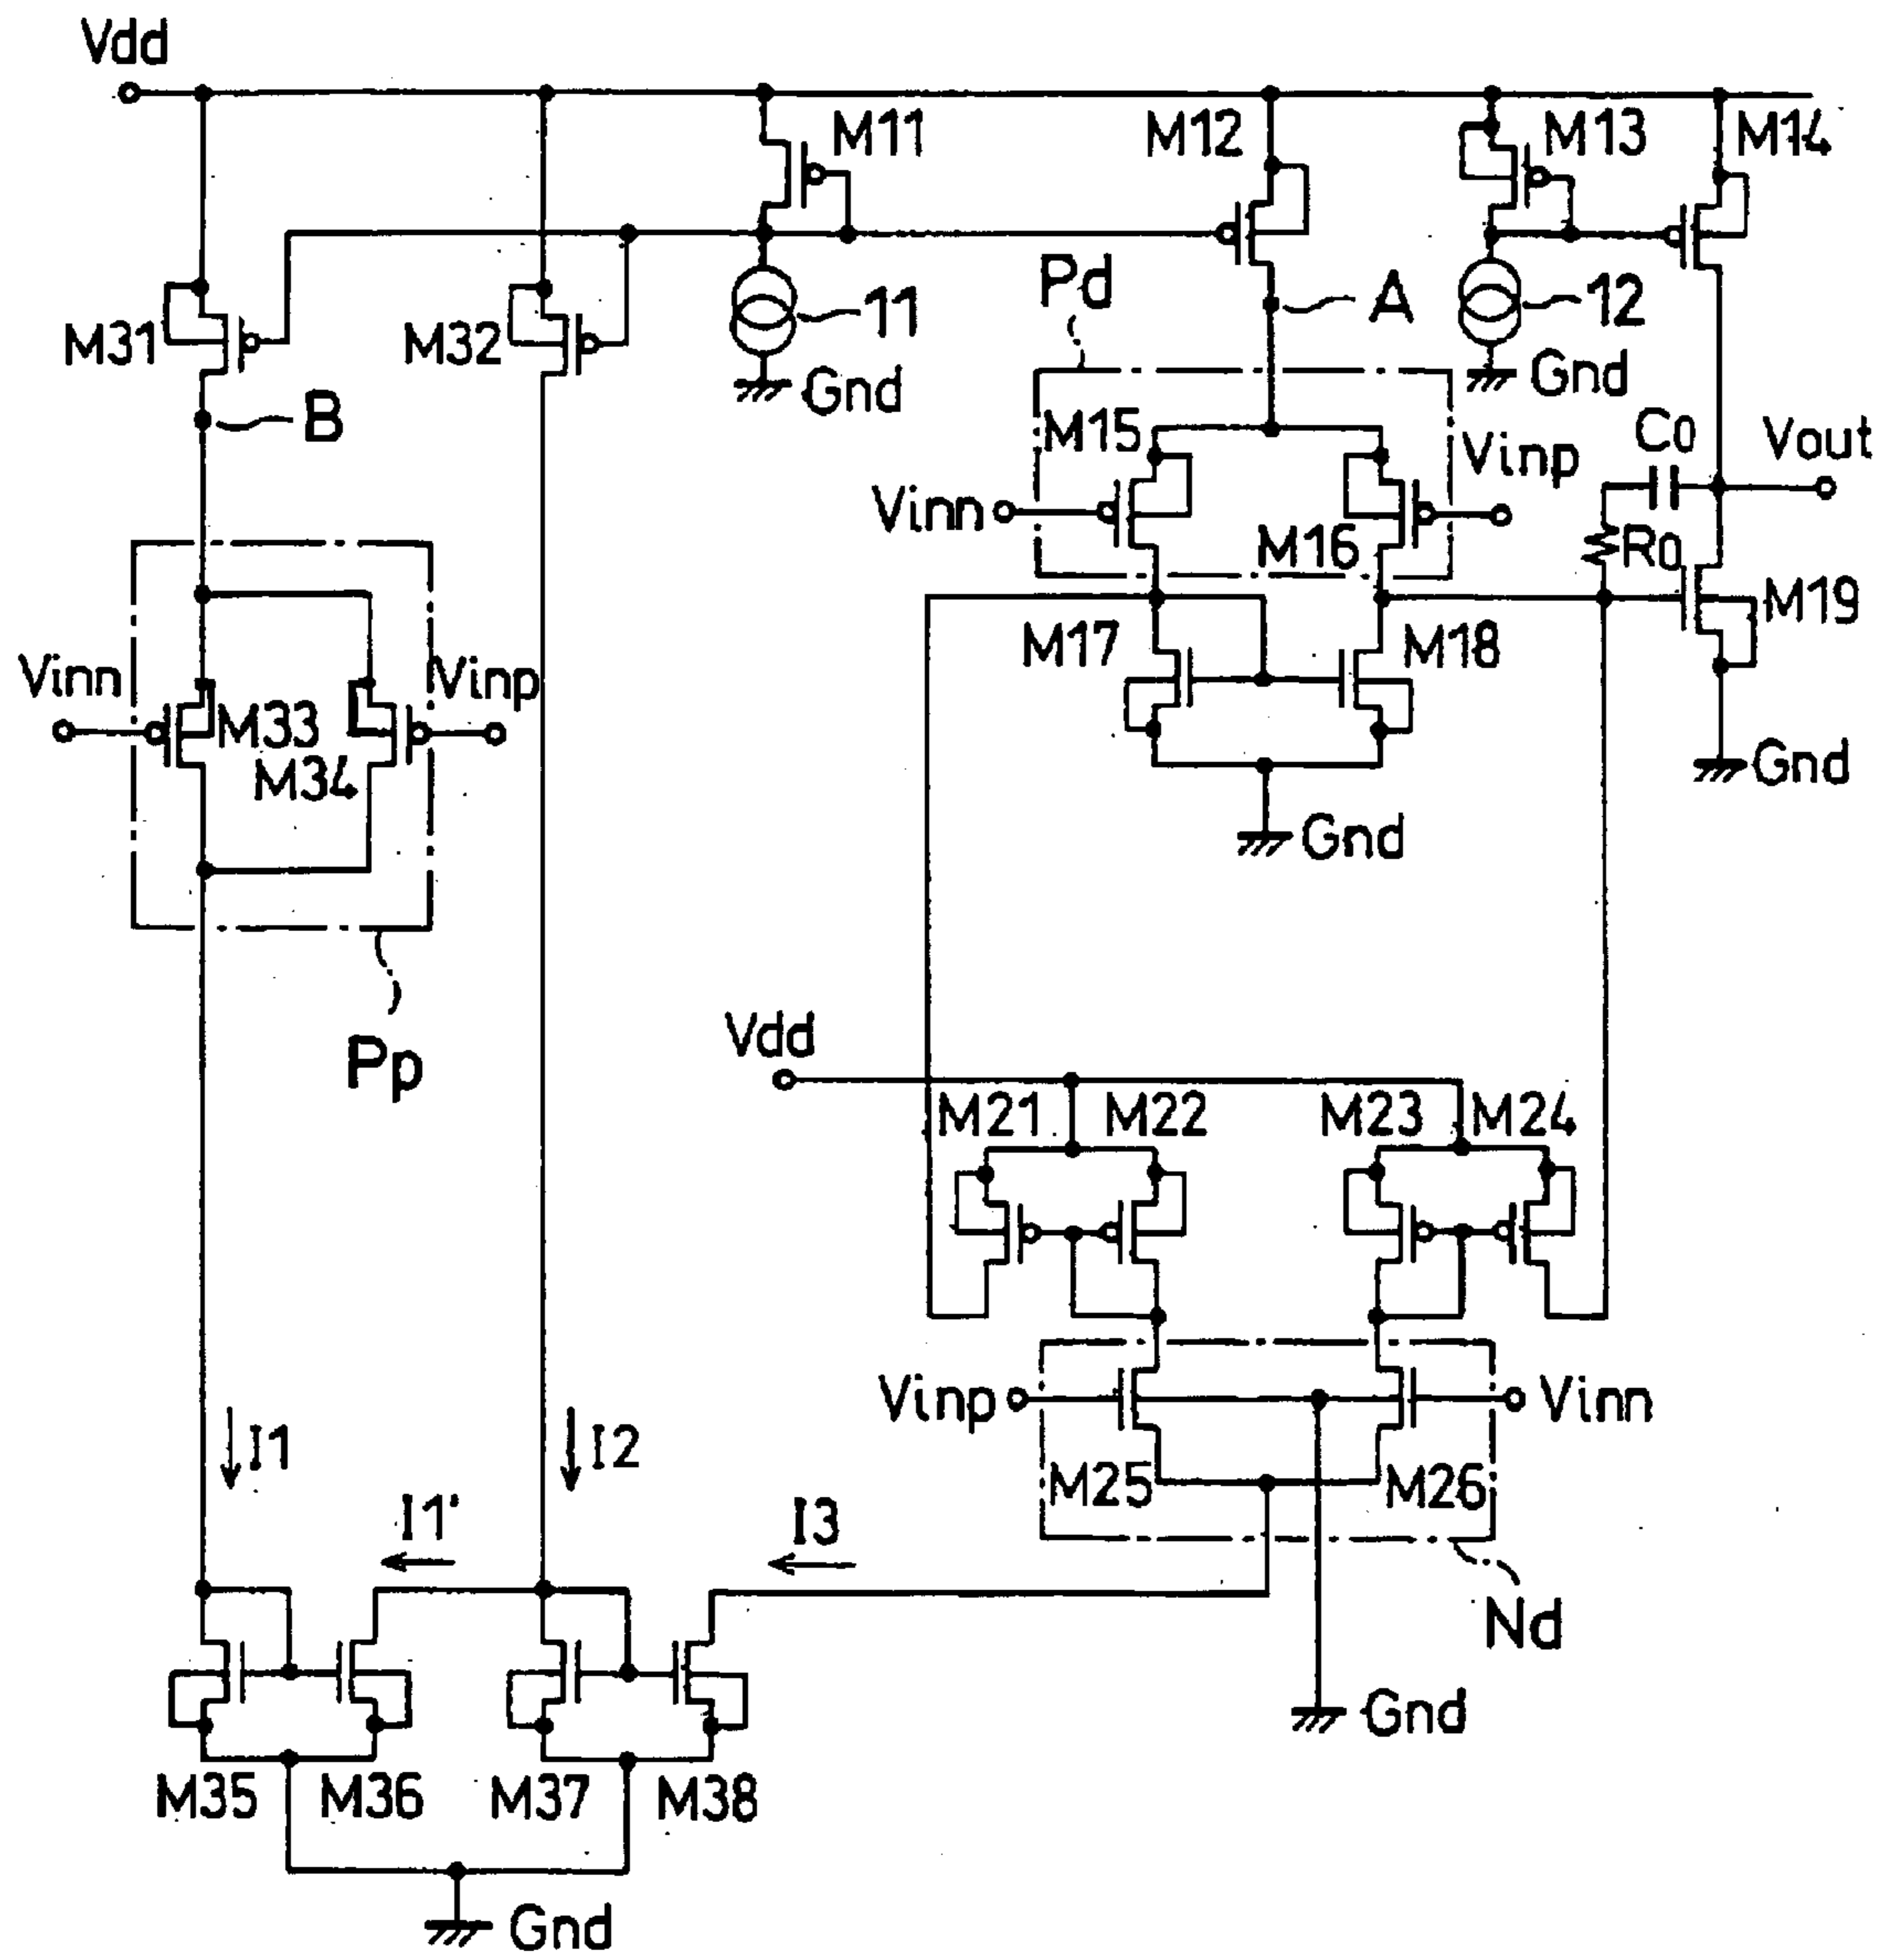 Vdd
M11
M12
M13
M14
Pd
A
11
12
Gnd
Gnd
M31
M32
B
M15
Vinp
C0
Vout
Vinn
M16
R0
M19
M17
M18
Vinn
Vinp
M33
M34
Gnd
Gnd
Pp
Vdd
M21
M22
M23
M24
Vinp
Vinn
I1
I2
M25
M26
I1'
I3
Nd
Gnd
M35
M36
M37
M38
Gnd